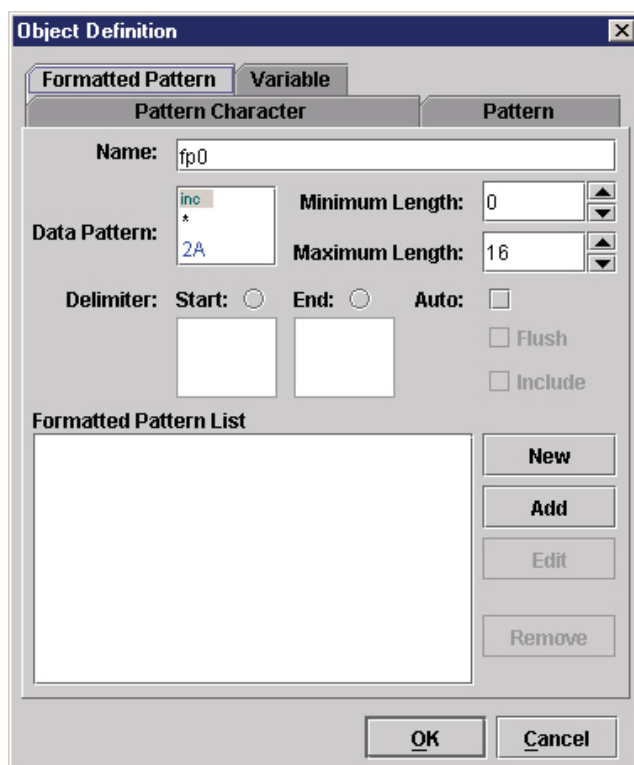 Object Definition
Formatted Pattern Variable
Pattern Character Pattern
Name: fp0
Data Pattern: inc
*
2A
Minimum Length: 0
Maximum Length: 16
Delimiter: Start: End: Auto:
Flush
Include
Formatted Pattern List
New
Add
Edit
Remove
OK Cancel